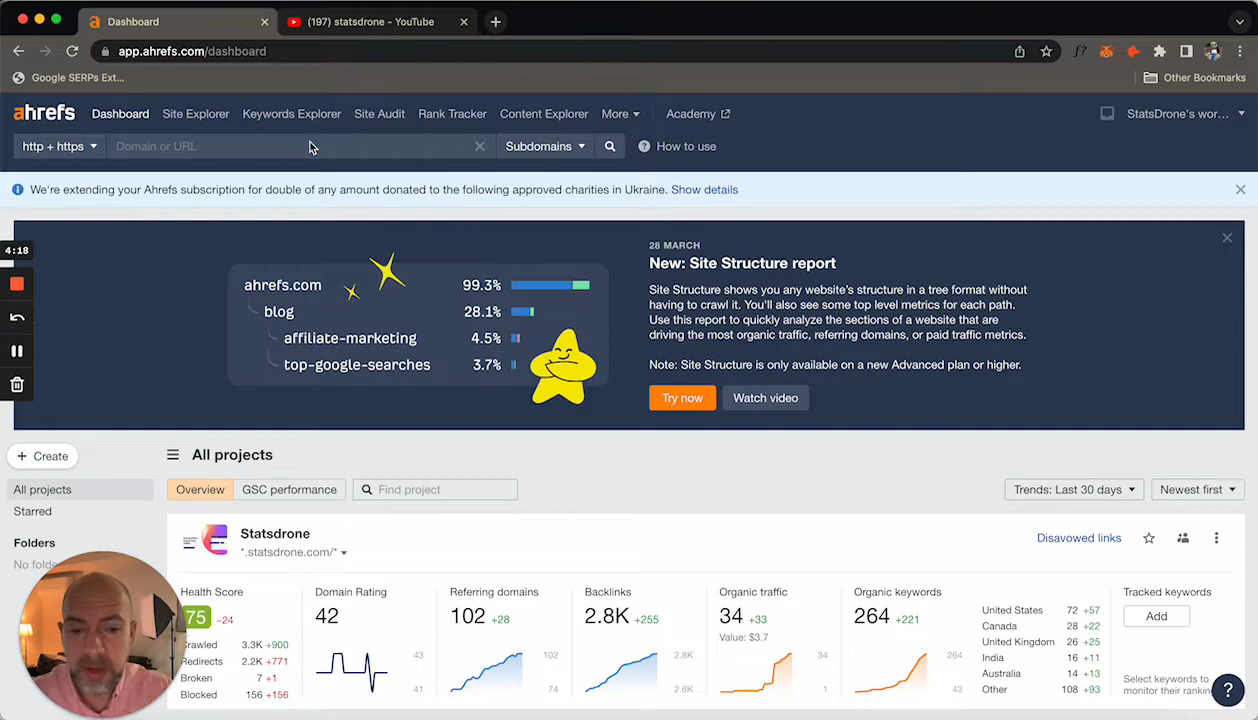 Dashboard
(197) statsdrone - YouTube
app.ahrefs.com/dashboard
Google SERPs Ext...
Other Bookmarks
ahrefs
Dashboard
Site Explorer
Keywords Explorer
Site Audit
Rank Tracker
Content Explorer
More
Academy
StatsDrone's wor...
http + https
Domain or URL
Subdomains
How to use
We're extending your Ahrefs subscription for double of any amount donated to the following approved charities in Ukraine. Show details
4:18
28 MARCH
New: Site Structure report
Site Structure shows you any website's structure in a tree format without
having to crawl it. You'll also see some top level metrics for each path.
Use this report to quickly analyze the sections of a website that are
driving the most organic traffic, referring domains, or paid traffic metrics.
Note: Site Structure is only available on a new Advanced plan or higher.
Try now
Watch video
ahrefs.com 99.3%
blog 28.1%
affiliate-marketing 4.5%
top-google-searches 3.7%
+ Create
All projects
Starred
Folders
No folde
All projects
Overview
GSC performance
Find project
Trends: Last 30 days
Newest first
Statsdrone
*.statsdrone.com/*
Disavowed links
Health Score
75 -24
Crawled 3.3K +900
Redirects 2.2K +771
Broken 7 +1
Blocked 156 +156
Domain Rating
42
43
41
Referring domains
102 +28
102
74
Backlinks
2.8K +255
2.8K
2.6K
Organic traffic
34 +33
Value: $3.7
34
1
Organic keywords
264 +221
264
43
United States 72 +57
Canada 28 +22
United Kingdom 26 +25
India 16 +11
Australia 14 +13
Other 108 +93
Tracked keywords
Add
Select keywords to
monitor their rankin
?